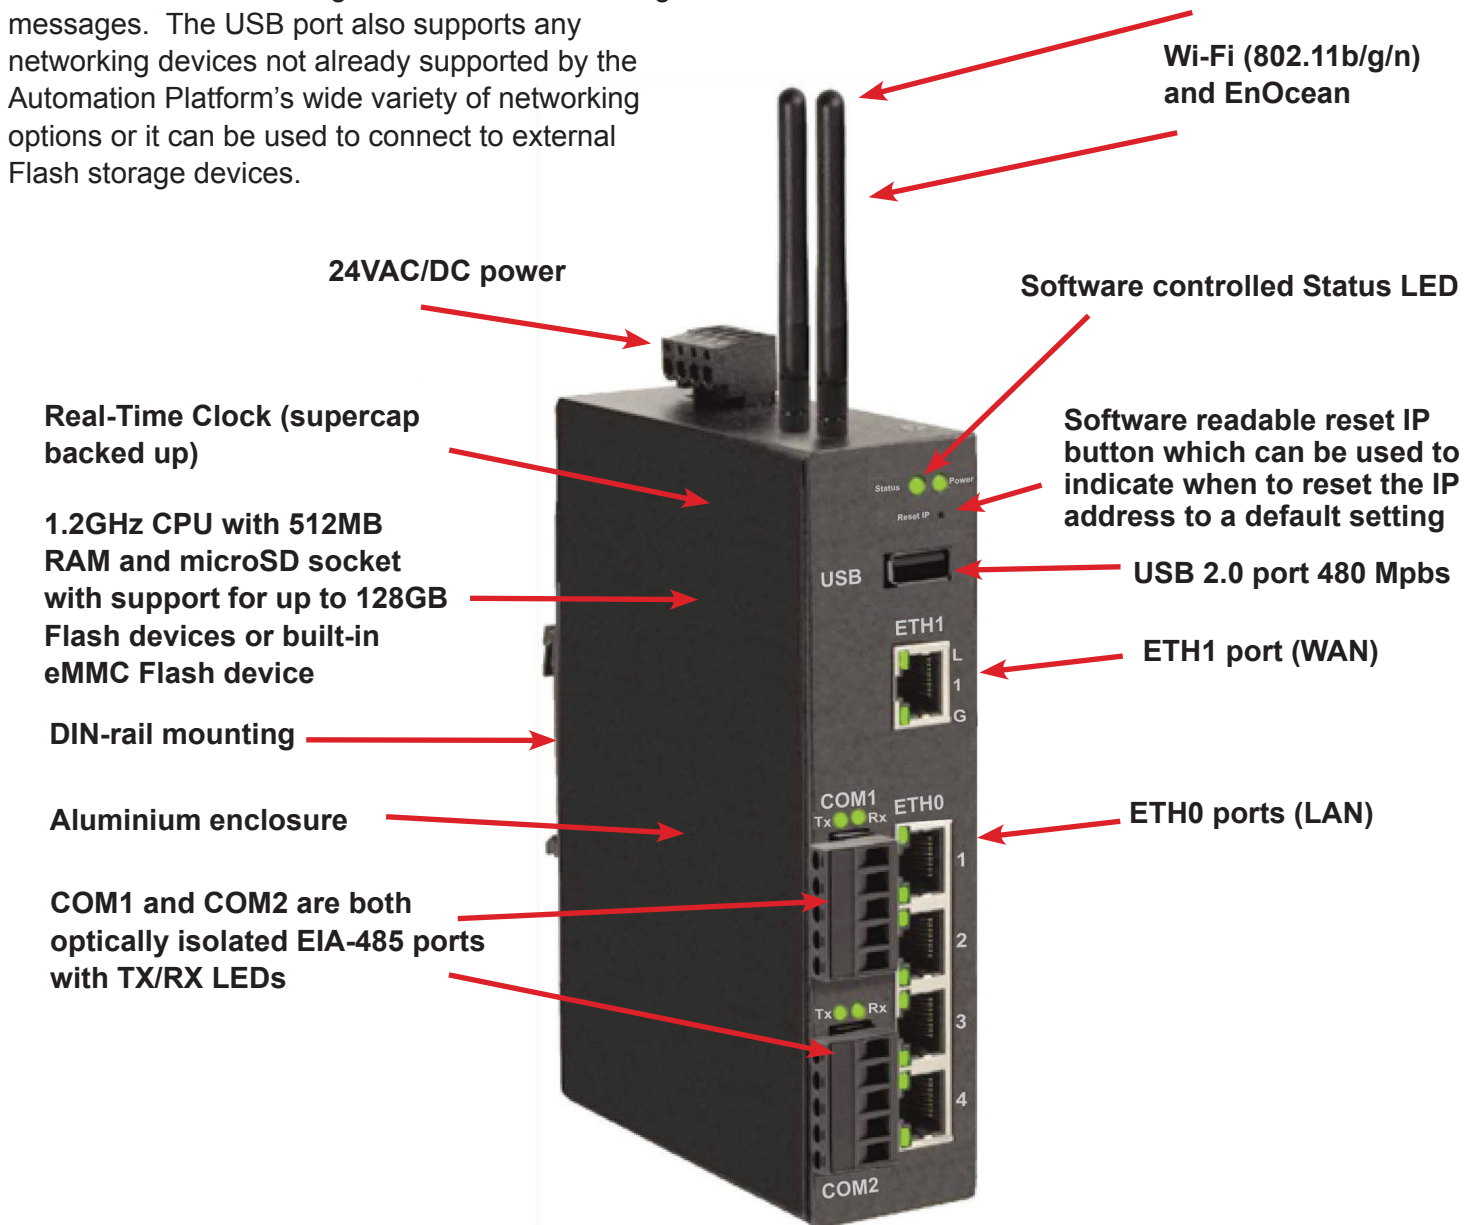 messages. The USB port also supports any
networking devices not already supported by the
Automation Platform's wide variety of networking
options or it can be used to connect to external
Flash storage devices.
Wi-Fi (802.11b/g/n)
and EnOcean
24VAC/DC power
Software controlled Status LED
Real-Time Clock (supercap
backed up)
Software readable reset IP
button which can be used to
indicate when to reset the IP
address to a default setting
1.2GHz CPU with 512MB
RAM and microSD socket
with support for up to 128GB
Flash devices or built-in
eMMC Flash device
USB 2.0 port 480 Mpbs
ETH1 port (WAN)
DIN-rail mounting
Aluminium enclosure
ETH0 ports (LAN)
COM1 and COM2 are both
optically isolated EIA-485 ports
with TX/RX LEDs
Status Power
Reset IP
USB
ETH1
L
1
G
COM1 ETH0
Tx Rx
1
2
Tx Rx
3
4
COM2